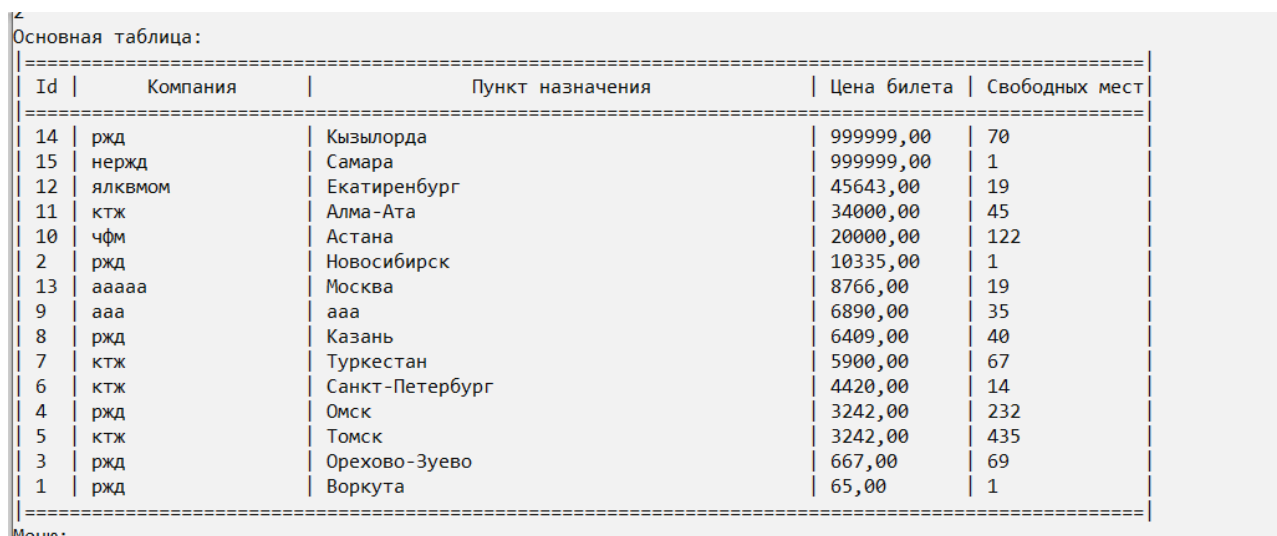 2
Основная таблица:
|================================================================================|
| Id | Компания | Пункт назначения | Цена билета | Свободных мест|
|================================================================================|
| 14 | ржд | Кызылорда | 999999,00 | 70 |
| 15 | нержд | Самара | 999999,00 | 1 |
| 12 | ялквмом | Екатиренбург | 45643,00 | 19 |
| 11 | ктж | Алма-Ата | 34000,00 | 45 |
| 10 | чфм | Астана | 20000,00 | 122 |
| 2 | ржд | Новосибирск | 10335,00 | 1 |
| 13 | ааааа | Москва | 8766,00 | 19 |
| 9 | ааа | ааа | 6890,00 | 35 |
| 8 | ржд | Казань | 6409,00 | 40 |
| 7 | ктж | Туркестан | 5900,00 | 67 |
| 6 | ктж | Санкт-Петербург | 4420,00 | 14 |
| 4 | ржд | Омск | 3242,00 | 232 |
| 5 | ктж | Томск | 3242,00 | 435 |
| 3 | ржд | Орехово-Зуево | 667,00 | 69 |
| 1 | ржд | Воркута | 65,00 | 1 |
|================================================================================|
Меню: